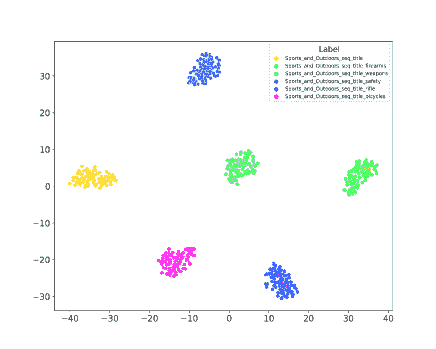 Label
Sports_and_Outdoors_seq_title
Sports_and_Outdoors_seq_title_firearms
Sports_and_Outdoors_seq_title_weapons
Sports_and_Outdoors_seq_title_safety
Sports_and_Outdoors_seq_title_rifle
Sports_and_Outdoors_seq_title_bicycles
30
20
10
0
−10
−20
−30
−40 −30 −20 −10 0 10 20 30 40